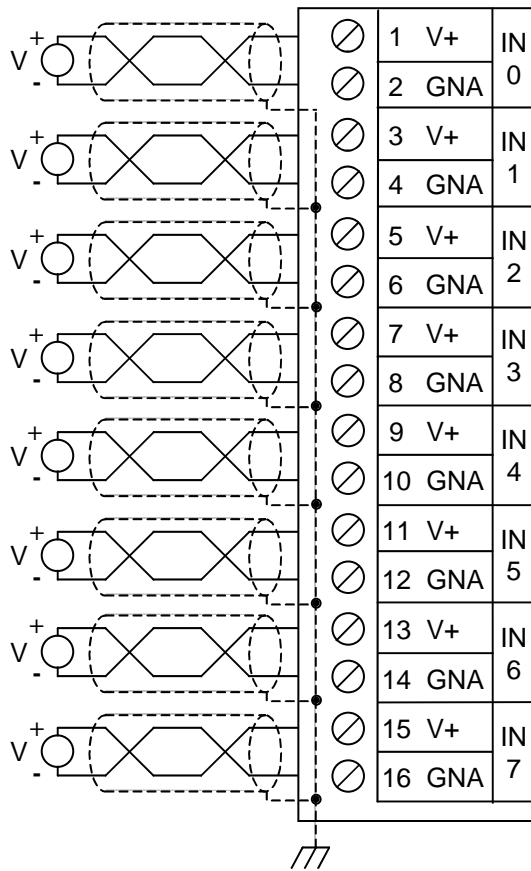 +
V
-
1 V+
2 GNA
IN
0
+
V
-
3 V+
4 GNA
IN
1
+
V
-
5 V+
6 GNA
IN
2
+
V
-
7 V+
8 GNA
IN
3
+
V
-
9 V+
10 GNA
IN
4
+
V
-
11 V+
12 GNA
IN
5
+
V
-
13 V+
14 GNA
IN
6
+
V
-
15 V+
16 GNA
IN
7